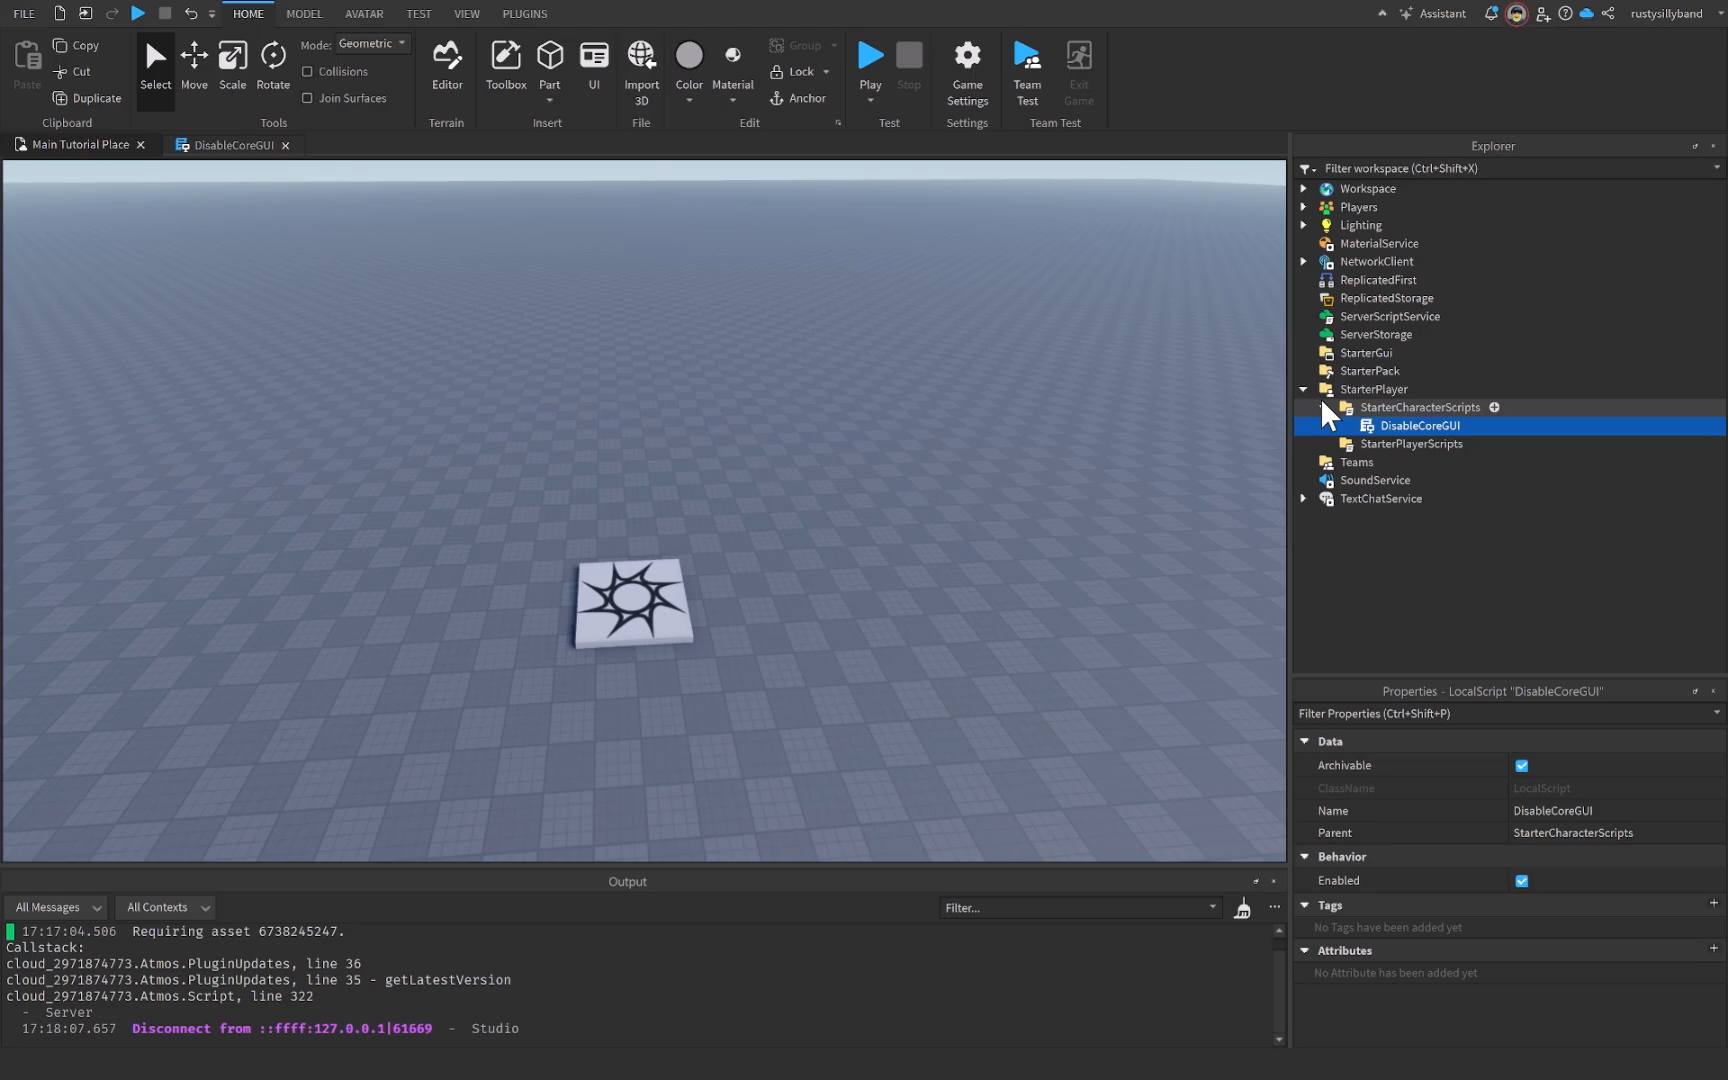 FILE HOME MODEL AVATAR TEST VIEW PLUGINS Assistant rustysillyband
Paste Copy Cut Duplicate Clipboard
Select Move Scale Rotate Mode: Geometric Collisions Join Surfaces Tools
Editor Terrain
Toolbox Part UI Insert
Import 3D File
Color Material Group Lock Anchor Edit
Play Stop Test
Game Settings Settings
Team Test Exit Game Team Test
Main Tutorial Place DisableCoreGUI
Explorer
Filter workspace (Ctrl+Shift+X)
Workspace
Players
Lighting
MaterialService
NetworkClient
ReplicatedFirst
ReplicatedStorage
ServerScriptService
ServerStorage
StarterGui
StarterPack
StarterPlayer
StarterCharacterScripts
DisableCoreGUI
StarterPlayerScripts
Teams
SoundService
TextChatService
Properties - LocalScript "DisableCoreGUI"
Filter Properties (Ctrl+Shift+P)
Data
Archivable
ClassName LocalScript
Name DisableCoreGUI
Parent StarterCharacterScripts
Behavior
Enabled
Tags
No Tags have been added yet
Attributes
No Attribute has been added yet
Output
All Messages All Contexts Filter...
17:17:04.506 Requiring asset 6738245247.
Callstack:
cloud_2971874773.Atmos.PluginUpdates, line 36
cloud_2971874773.Atmos.PluginUpdates, line 35 - getLatestVersion
cloud_2971874773.Atmos.Script, line 322
- Server
17:18:07.657 Disconnect from ::ffff:127.0.0.1|61669 - Studio